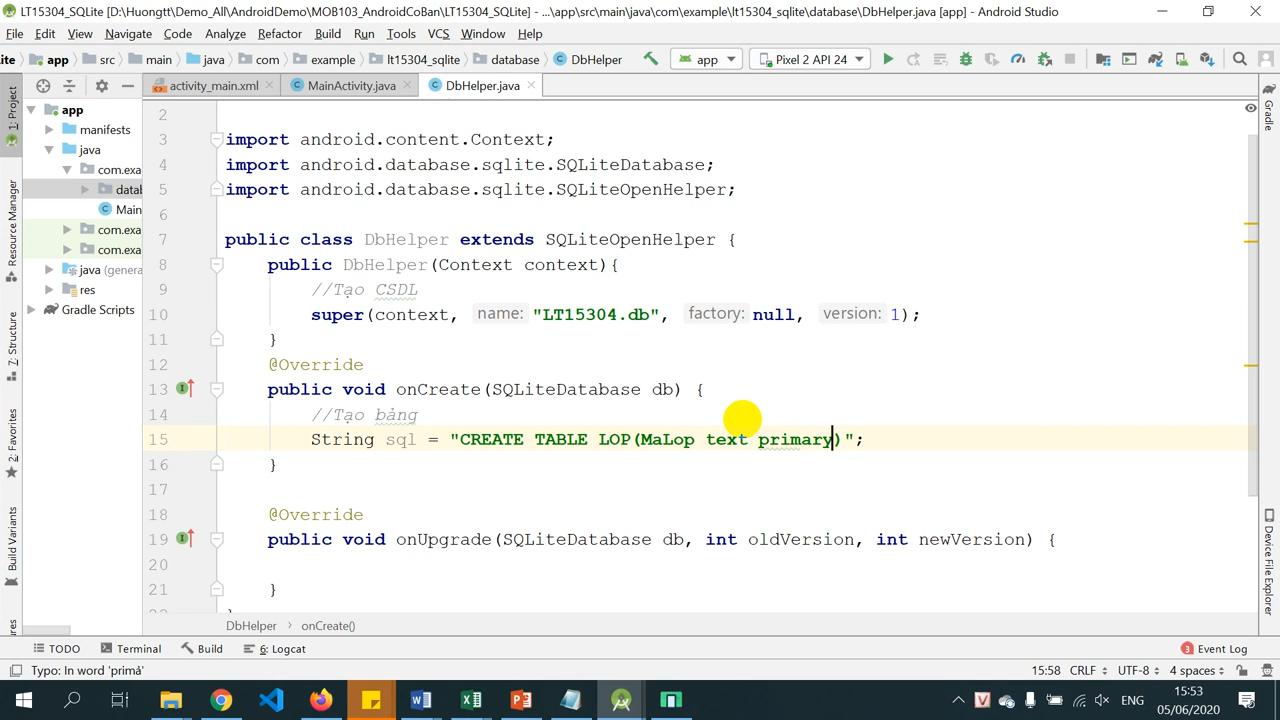 LT15304_SQLite [D:\Huongtt\Demo_All\AndroidDemo\MOB103_AndroidCoBan\LT15304_SQLite] - ...\app\src\main\java\com\example\lt15304_sqlite\database\DbHelper.java [app] - Android Studio
File Edit View Navigate Code Analyze Refactor Build Run Tools VCS Window Help
ite app src main java com example lt15304_sqlite database DbHelper app Pixel 2 API 24
activity_main.xml MainActivity.java DbHelper.java
1: Project
Resource Manager
7: Structure
2: Favorites
Build Variants
app
manifests
java
com.exa
datab
Main
com.exa
com.exa
java (genera
res
Gradle Scripts
2
3 import android.content.Context;
4 import android.database.sqlite.SQLiteDatabase;
5 import android.database.sqlite.SQLiteOpenHelper;
6
7 public class DbHelper extends SQLiteOpenHelper {
8 public DbHelper(Context context){
9 //Tạo CSDL
10 super(context, name: "LT15304.db", factory: null, version: 1);
11 }
12 @Override
13 public void onCreate(SQLiteDatabase db) {
14 //Tạo bảng
15 String sql = "CREATE TABLE LOP(MaLop text primary)";
16 }
17
18 @Override
19 public void onUpgrade(SQLiteDatabase db, int oldVersion, int newVersion) {
20
21 }
DbHelper onCreate()
Gradle
Device File Explorer
TODO Terminal Build 6: Logcat 3 Event Log
Typo: In word 'primả' 15:58 CRLF UTF-8 4 spaces
ENG 15:53
05/06/2020